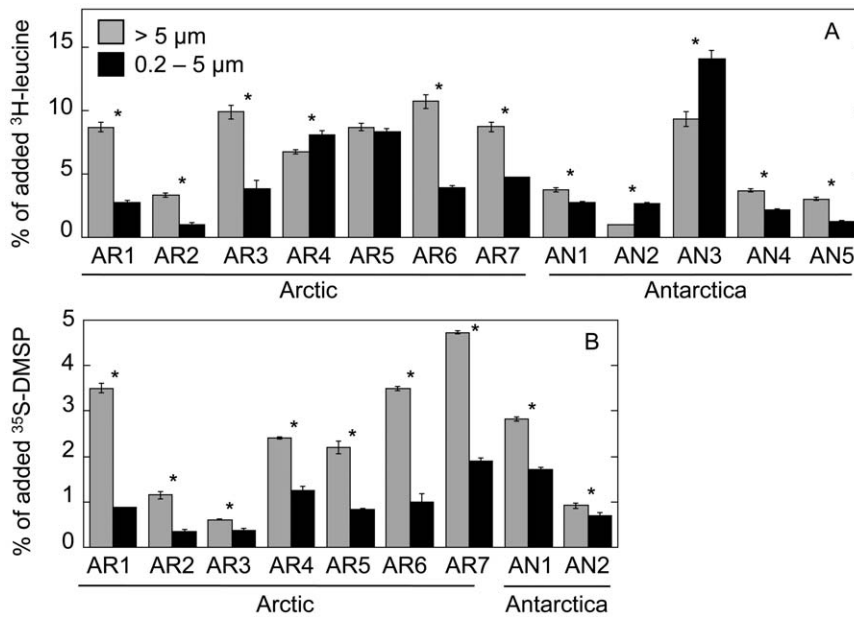 A
> 5 µm
0.2 – 5 µm
% of added ³H-leucine
15
10
5
0
* * * * * * * * * * *
AR1 AR2 AR3 AR4 AR5 AR6 AR7 AN1 AN2 AN3 AN4 AN5
Arctic Antarctica
B
% of added ³⁵S-DMSP
5
4
3
2
1
0
* * * * * * * * *
AR1 AR2 AR3 AR4 AR5 AR6 AR7 AN1 AN2
Arctic Antarctica